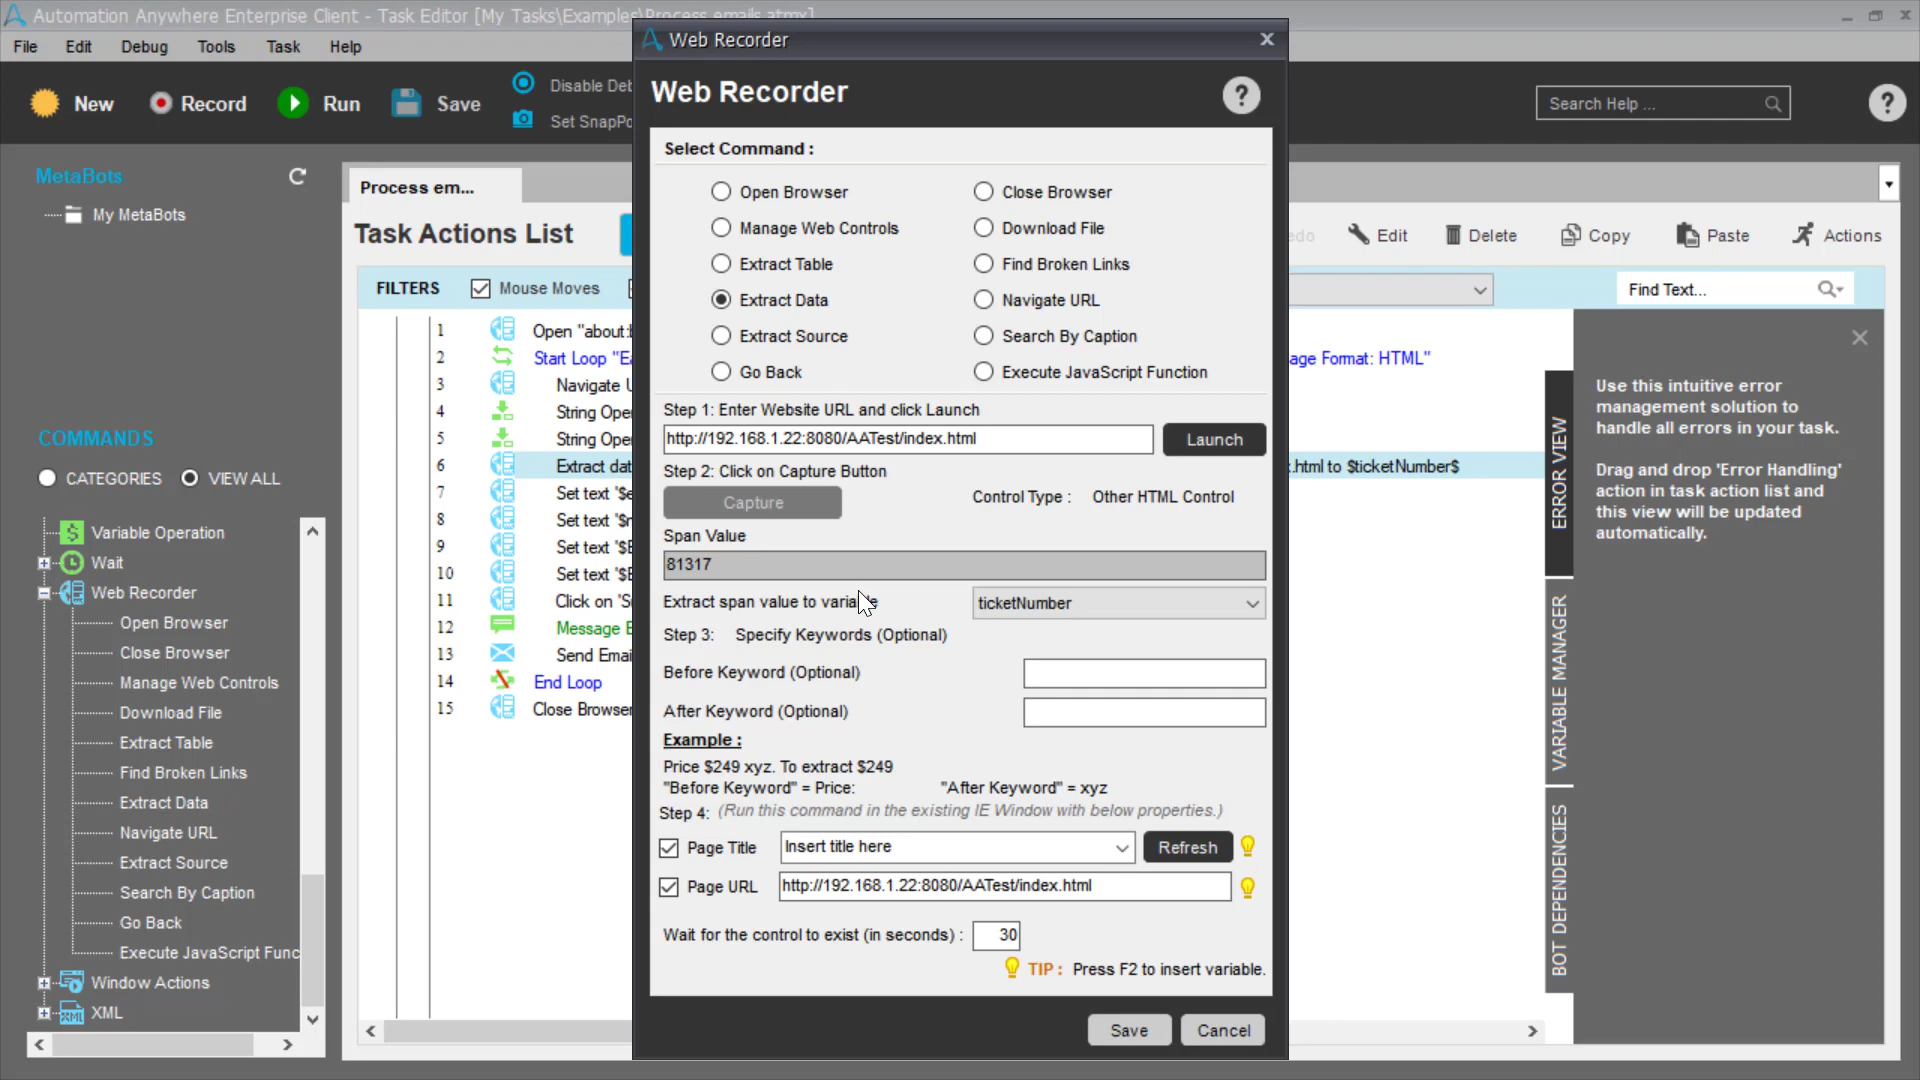 Automation Anywhere Enterprise Client - Task Editor [My Tasks\Examples\Process emails.atmx]
File Edit Debug Tools Task Help
New Record Run Save
Disable Deb
Set SnapPo
Search Help ...
?
MetaBots
My MetaBots
COMMANDS
CATEGORIES VIEW ALL
Variable Operation
Wait
Web Recorder
Open Browser
Close Browser
Manage Web Controls
Download File
Extract Table
Find Broken Links
Extract Data
Navigate URL
Extract Source
Search By Caption
Go Back
Execute JavaScript Func
Window Actions
XML
Process em...
Task Actions List
Edit Delete Copy Paste Actions
FILTERS Mouse Moves
Find Text...
1 Open "about:b
2 Start Loop "Ea
age Format: HTML"
3 Navigate U
4 String Oper
5 String Oper
6 Extract dat
.html to $ticketNumber$
7 Set text '$e
8 Set text '$n
9 Set text '$E
10 Set text '$E
11 Click on 'Su
12 Message B
13 Send Emai
14 End Loop
15 Close Browser
Web Recorder
Web Recorder
?
Select Command :
Open Browser Close Browser
Manage Web Controls Download File
Extract Table Find Broken Links
Extract Data Navigate URL
Extract Source Search By Caption
Go Back Execute JavaScript Function
Step 1: Enter Website URL and click Launch
http://192.168.1.22:8080/AATest/index.html Launch
Step 2: Click on Capture Button
Capture Control Type : Other HTML Control
Span Value
81317
Extract span value to variable ticketNumber
Step 3: Specify Keywords (Optional)
Before Keyword (Optional)
After Keyword (Optional)
Example :
Price $249 xyz. To extract $249
"Before Keyword" = Price: "After Keyword" = xyz
Step 4: (Run this command in the existing IE Window with below properties.)
Page Title Insert title here Refresh
Page URL http://192.168.1.22:8080/AATest/index.html
Wait for the control to exist (in seconds) : 30
TIP : Press F2 to insert variable.
Save Cancel
ERROR VIEW
VARIABLE MANAGER
BOT DEPENDENCIES
Use this intuitive error
management solution to
handle all errors in your task.
Drag and drop 'Error Handling'
action in task action list and
this view will be updated
automatically.